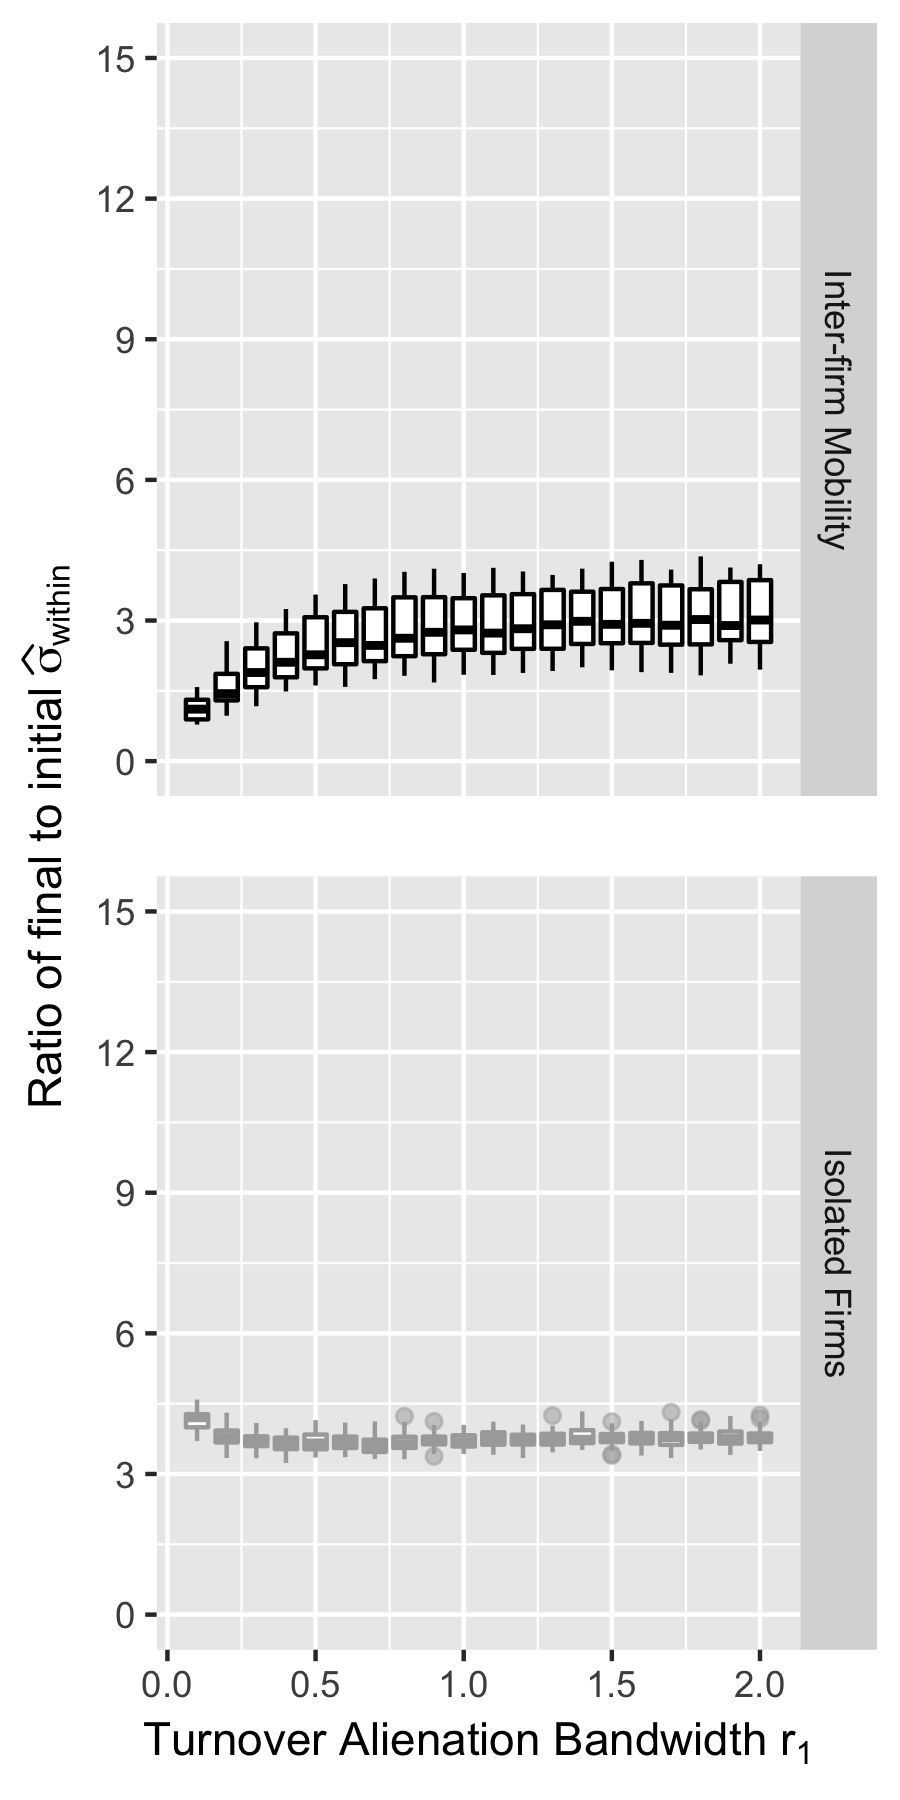 Ratio of final to initial σ̂within
15
12
9
6
3
0
Inter-firm Mobility
15
12
9
6
3
0
Isolated Firms
0.0 0.5 1.0 1.5 2.0
Turnover Alienation Bandwidth r₁